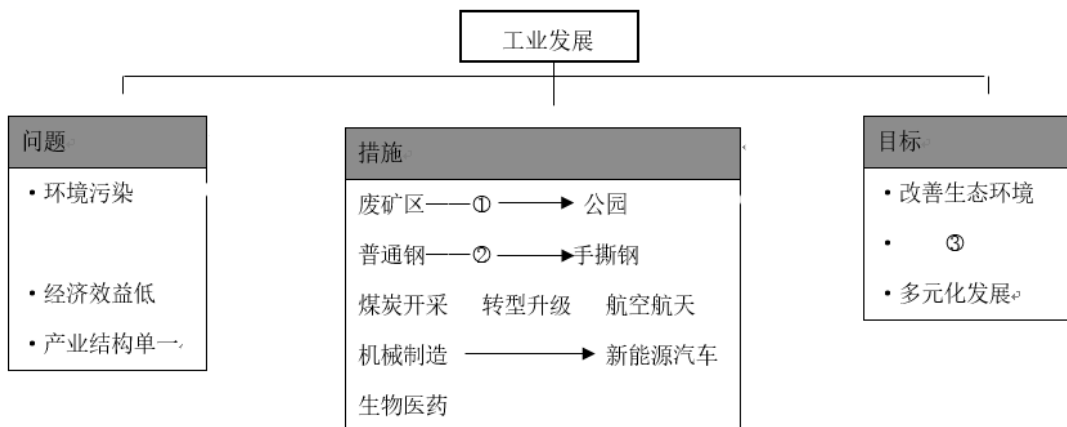 工业发展
问题
•环境污染
•经济效益低
•产业结构单一
措施
废矿区——①→公园
普通钢——②→手撕钢
煤炭开采 转型升级 航空航天
机械制造 → 新能源汽车
生物医药
目标
•改善生态环境
• ③
•多元化发展